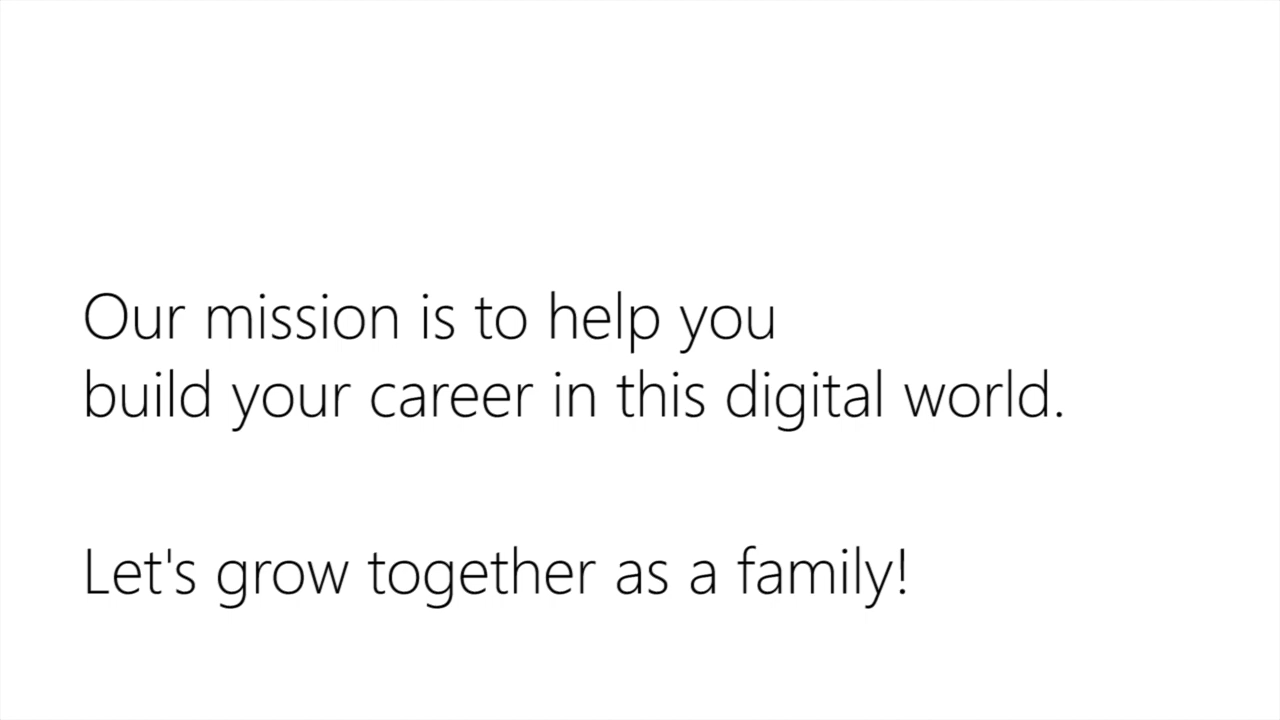 Our mission is to help you
build your career in this digital world.
Let's grow together as a family!